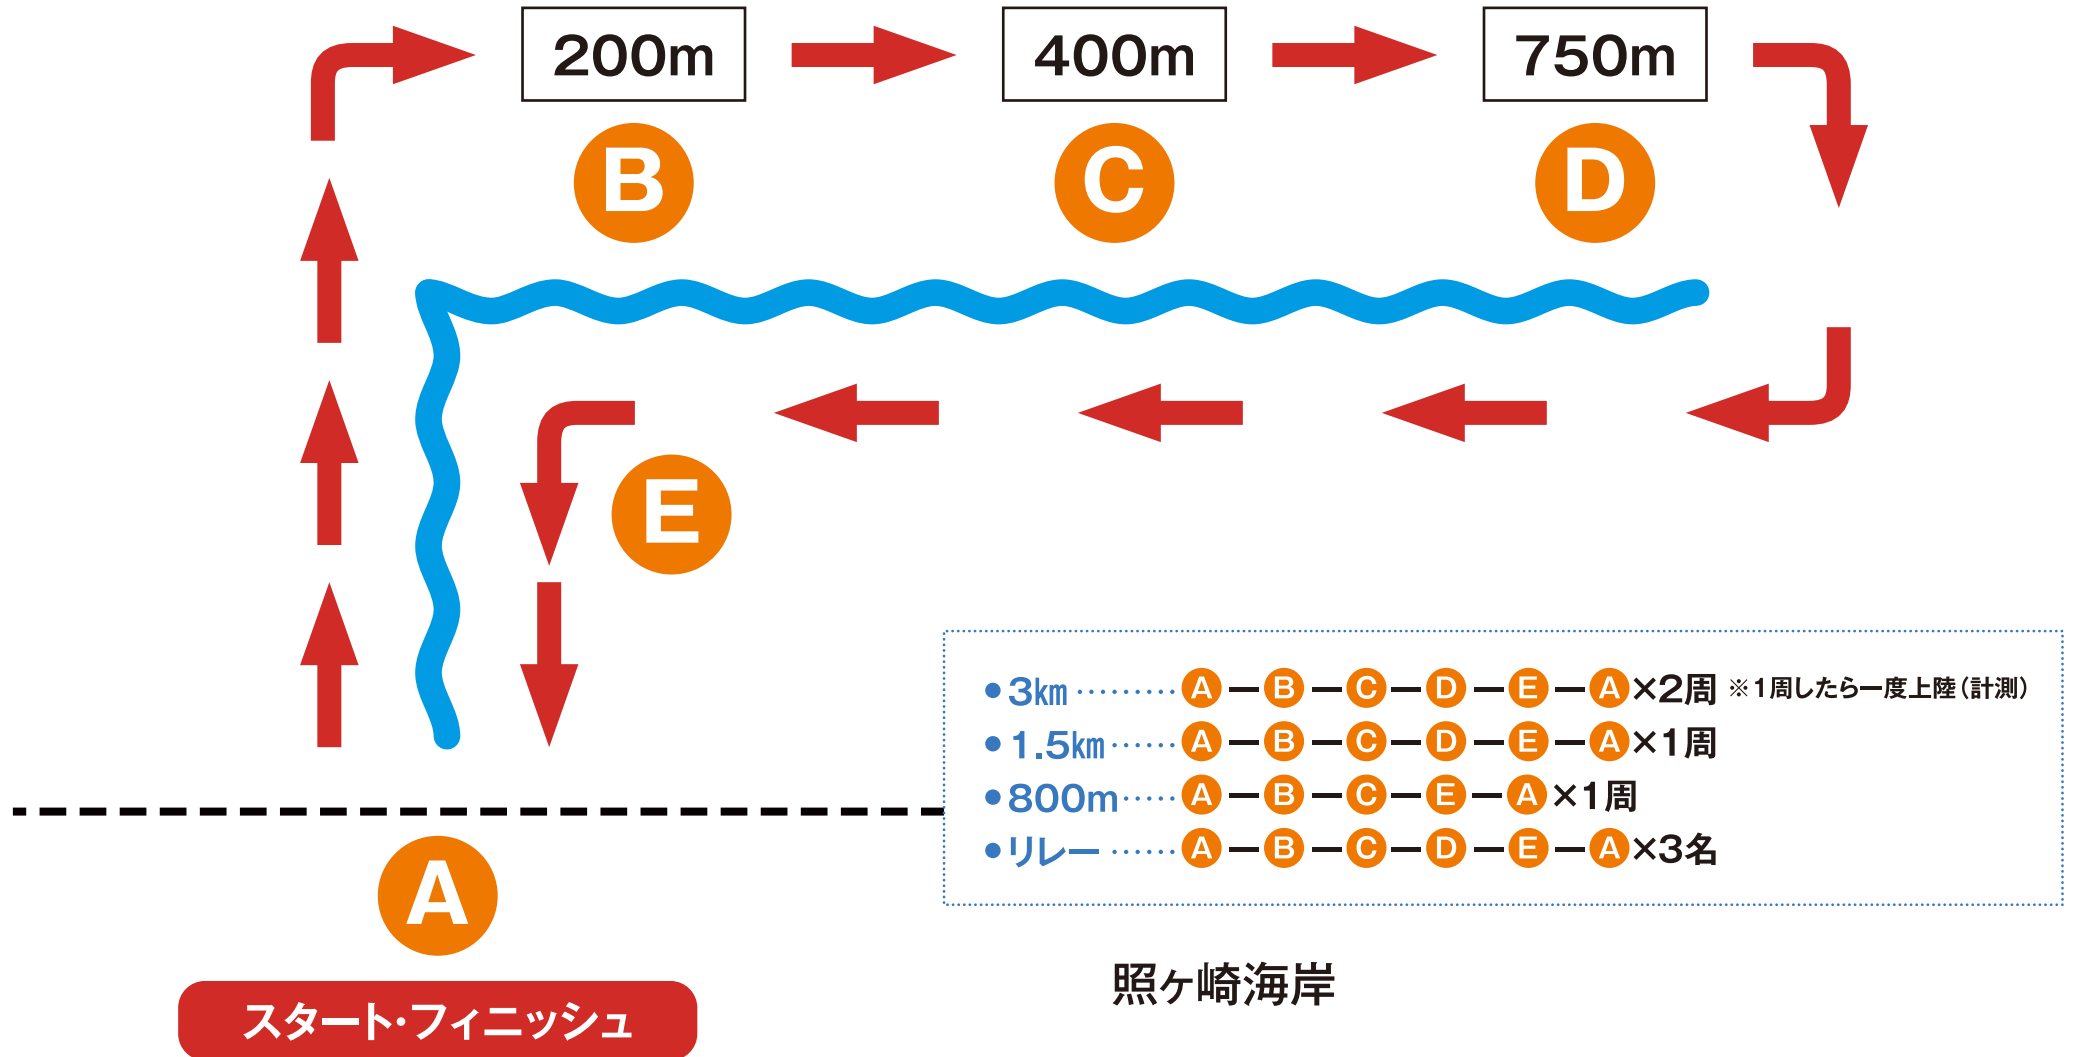 200m
400m
750m
B
C
D
E
•3km ········· A—B—C—D—E—A×2周 ※1周したら一度上陸(計測)
•1.5km ······ A—B—C—D—E—A×1周
•800m ····· A—B—C—E—A×1周
•リレー ······ A—B—C—D—E—A×3名
A
照ヶ崎海岸
スタート・フィニッシュ